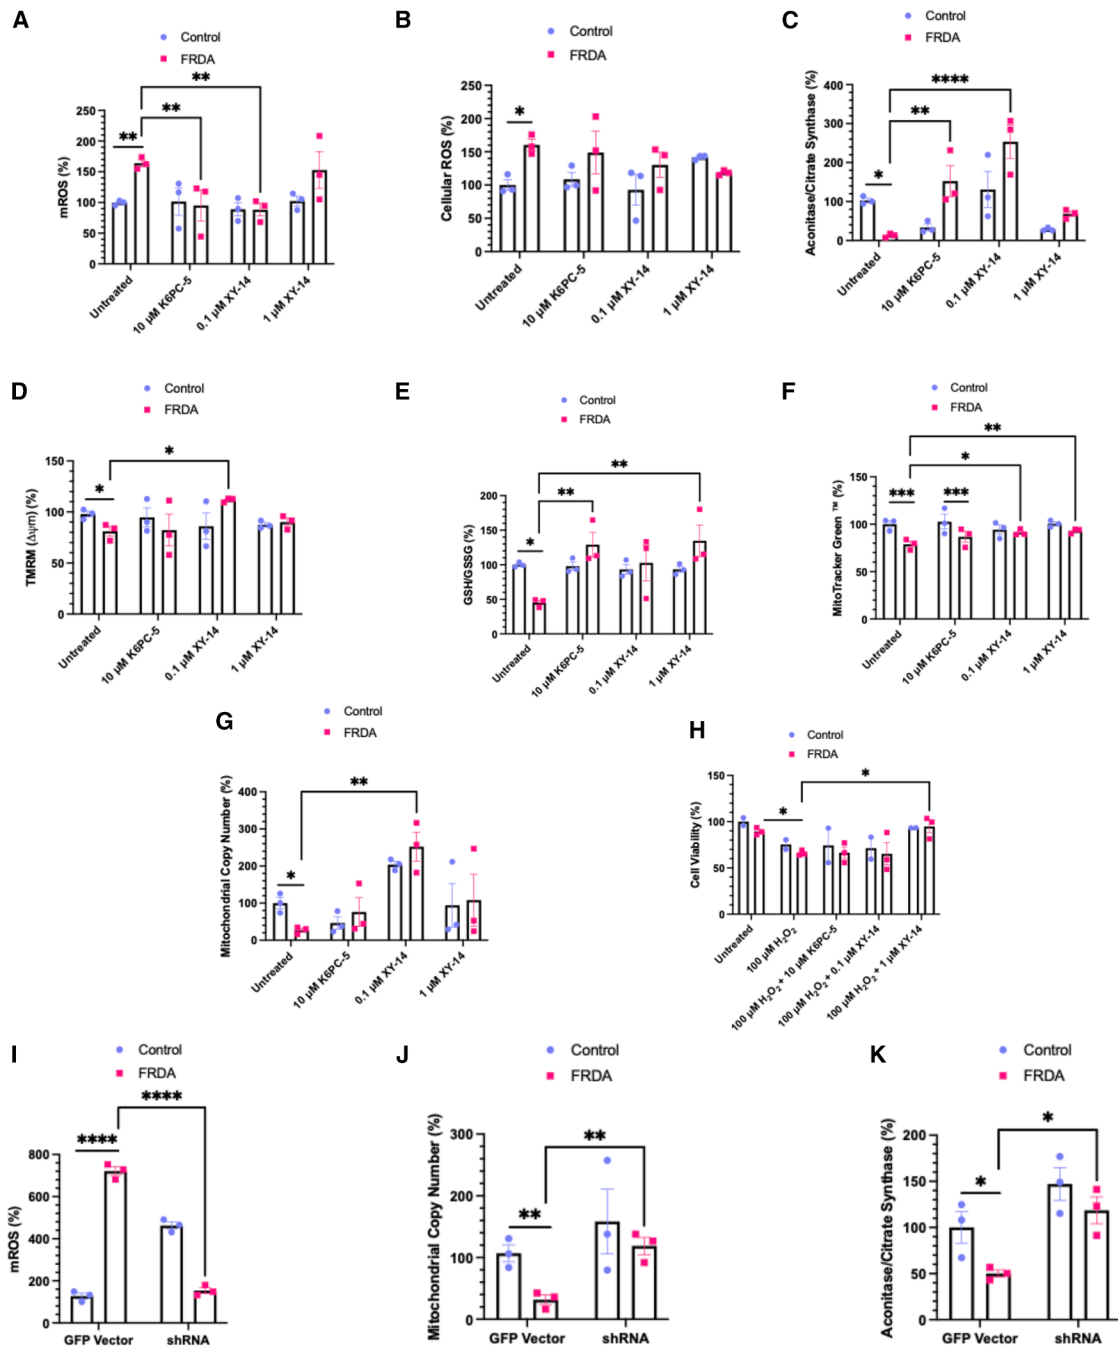 A
Control
FRDA
**
**
**
mROS (%)
250
200
150
100
50
0
Untreated
10 µM K6PC-5
0.1 µM XY-14
1 µM XY-14
B
Control
FRDA
*
Cellular ROS (%)
250
200
150
100
50
0
Untreated
10 µM K6PC-5
0.1 µM XY-14
1 µM XY-14
C
Control
FRDA
****
**
*
Aconitase/Citrate Synthase (%)
400
300
200
100
0
Untreated
10 µM K6PC-5
0.1 µM XY-14
1 µM XY-14
D
Control
FRDA
*
*
TMRM (Δψm) (%)
150
100
50
0
Untreated
10 µM K6PC-5
0.1 µM XY-14
1 µM XY-14
E
Control
FRDA
**
**
*
GSH/GSSG (%)
200
150
100
50
0
Untreated
10 µM K6PC-5
0.1 µM XY-14
1 µM XY-14
F
Control
FRDA
**
*
***
***
MitoTracker Green ™ (%)
150
100
50
0
Untreated
10 µM K6PC-5
0.1 µM XY-14
1 µM XY-14
G
Control
FRDA
**
*
Mitochondrial Copy Number (%)
400
300
200
100
0
Untreated
10 µM K6PC-5
0.1 µM XY-14
1 µM XY-14
H
Control
FRDA
*
*
Cell Viability (%)
150
100
50
0
Untreated
100 µM H₂O₂
100 µM H₂O₂ + 10 µM K6PC-5
100 µM H₂O₂ + 0.1 µM XY-14
100 µM H₂O₂ + 1 µM XY-14
I
Control
FRDA
****
****
mROS (%)
800
600
400
200
0
GFP Vector
shRNA
J
Control
FRDA
**
**
Mitochondrial Copy Number (%)
300
200
100
0
GFP Vector
shRNA
K
Control
FRDA
*
*
Aconitase/Citrate Synthase (%)
200
150
100
50
0
GFP Vector
shRNA